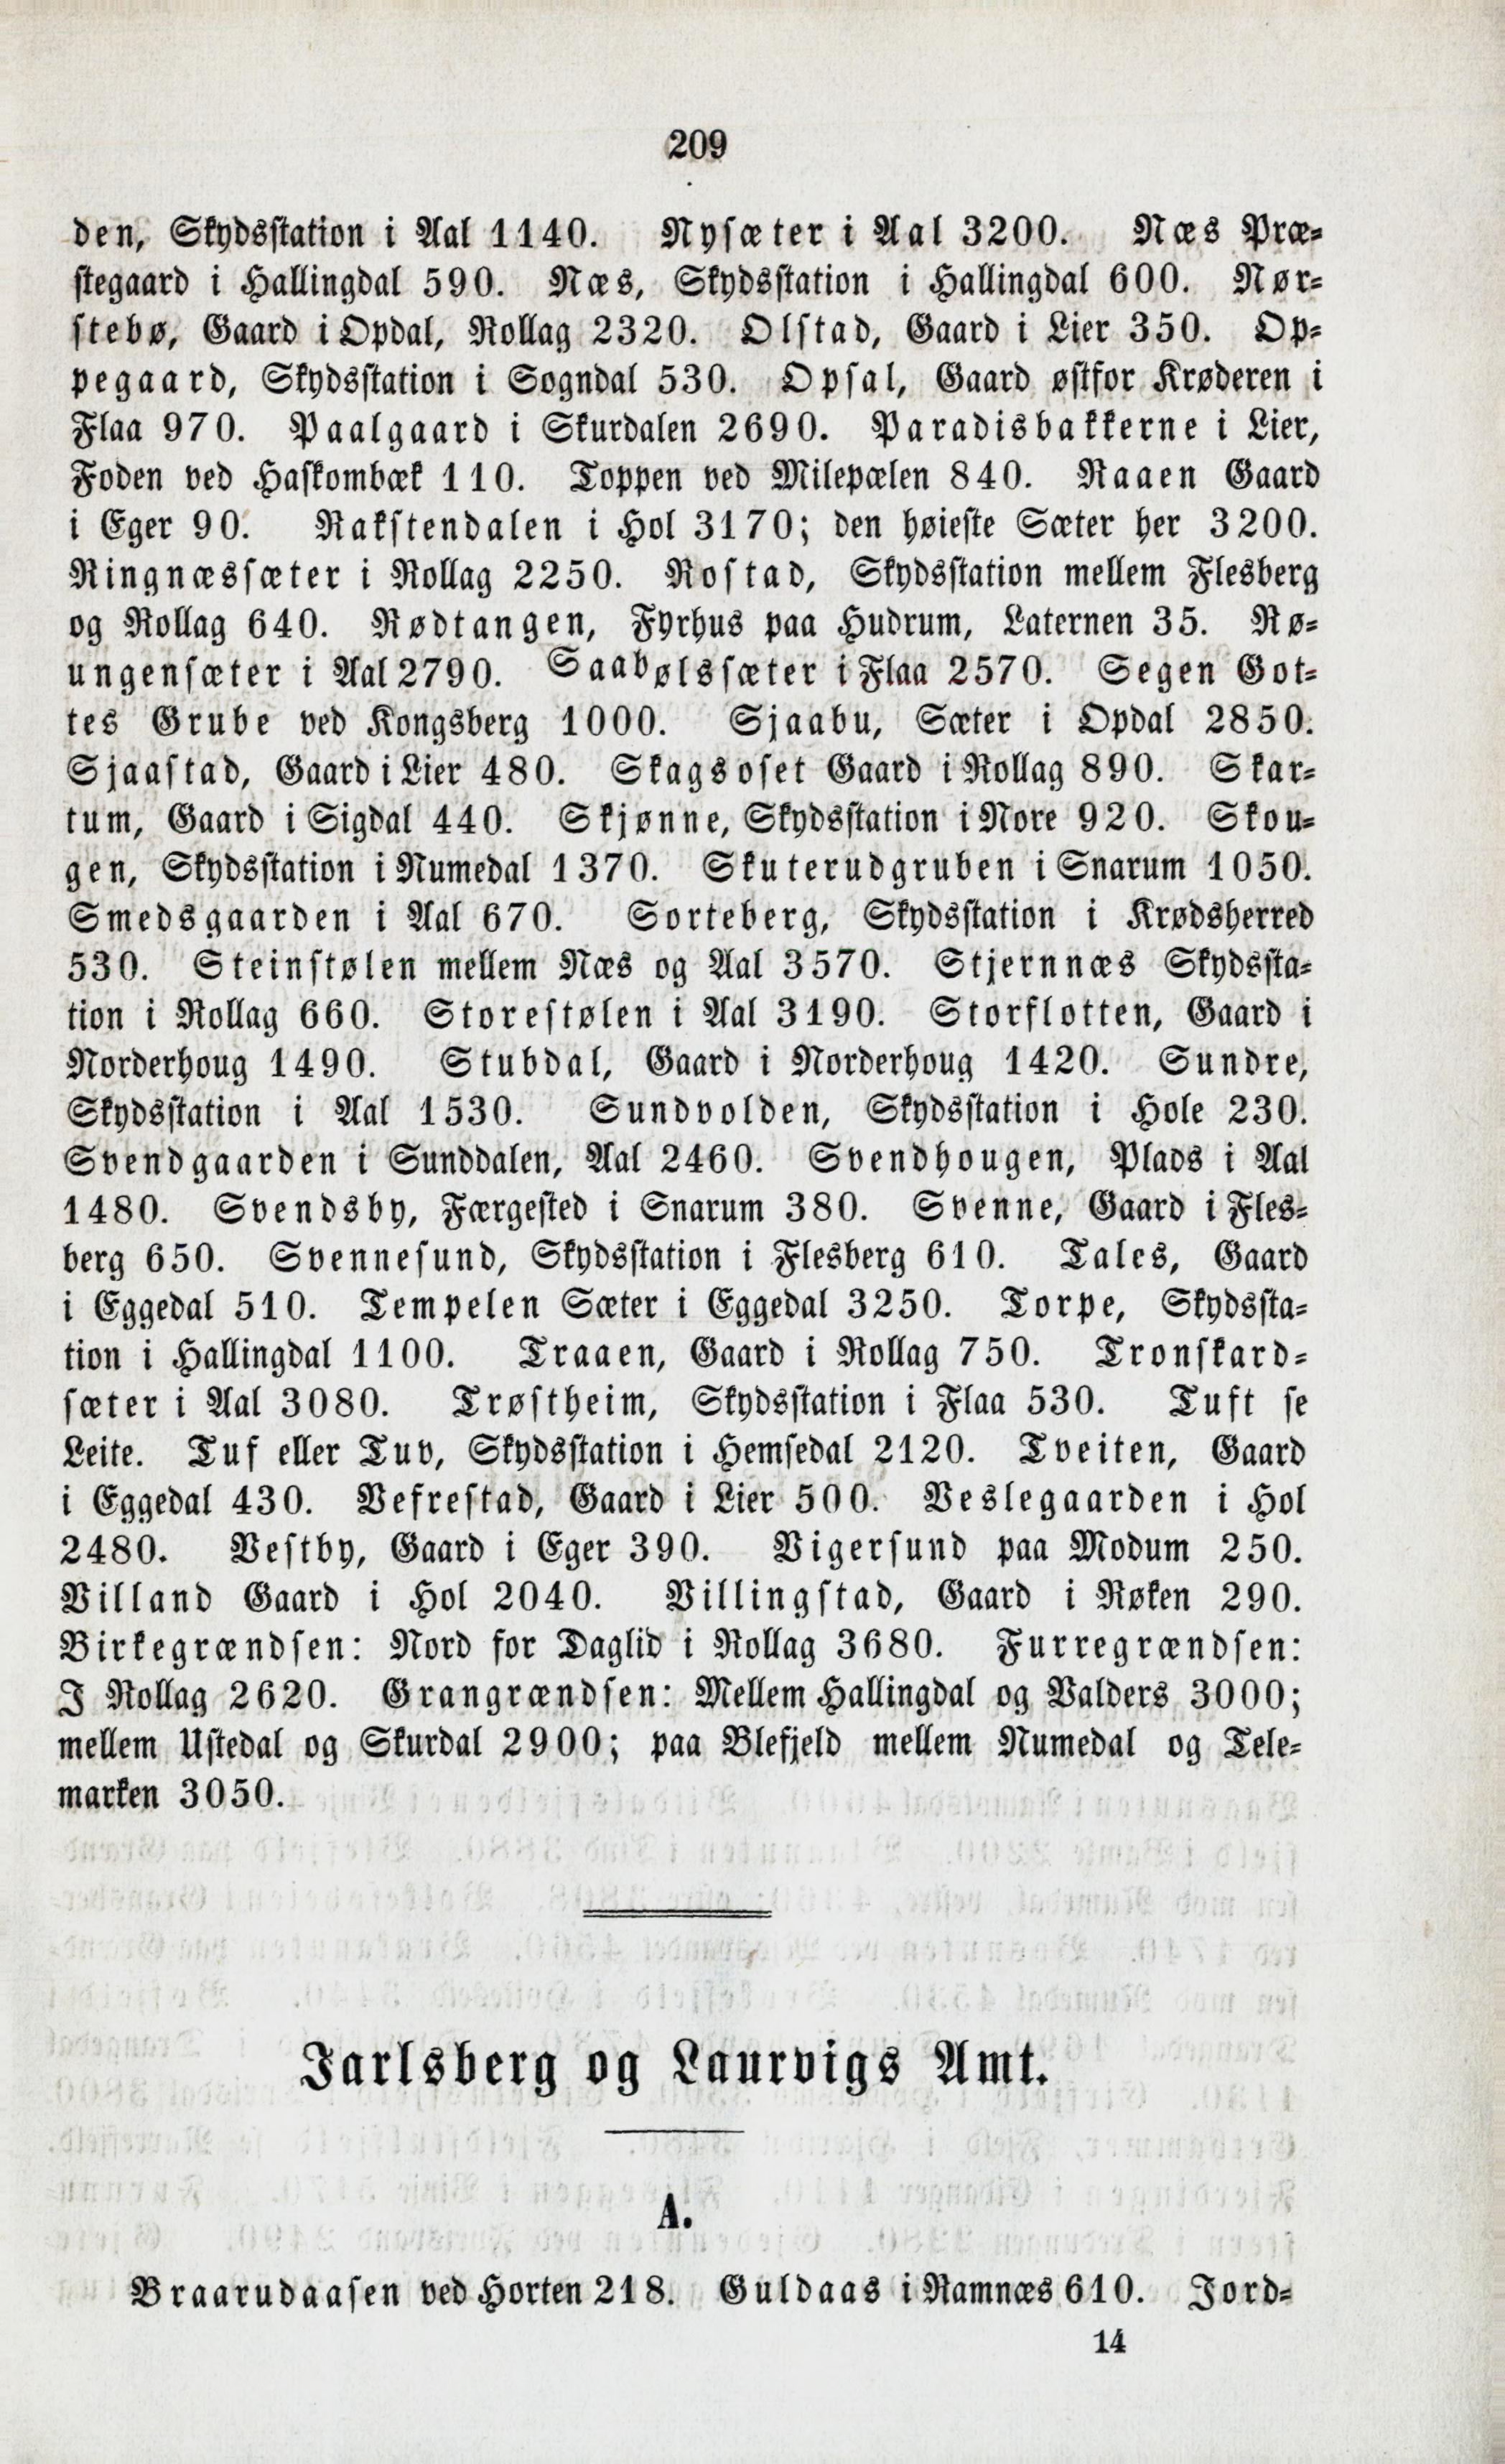 209
den, Skydsstation i Aal 1140. Nysæter i Aal 3200. Næs Præ-
stegaard i Hallingdal 590. Næs, Skydsstation i Hallingdal 600. Nør-
stebø, Gaard i Opdal, Rollag 2320. Olstad, Gaard i Lier 350. Op-
pegaard, Skydsstation i Sogndal 530. Opsal, Gaard østfor Krøderen i
Flaa 970. Paalgaard i Skurdalen 2690. Paradisbakkerne i Lier,
Foden ved Haskombæk 110. Toppen ved Milepælen 840. Raaen Gaard
i Eger 90. Rakstendalen i Hol 3170; den høieste Sæter her 3200.
Ringnæssæter i Rollag 2250. Rostad, Skydsstation mellem Flesberg
og Rollag 640. Rødtangen, Fyrhus paa Hudrum, Laternen 35. Rø-
ungensæter i Aal 2790. Saabølssæter i Flaa 2570. Segen Got-
tes Grube ved Kongsberg 1000. Sjaabu, Sæter i Opdal 2850.
Sjaastad, Gaard i Lier 480. Skagsoset Gaard i Rollag 890. Skar-
tum, Gaard i Sigdal 440. Skjønne, Skydsstation i Nore 920. Skou-
gen, Skydsstation i Numedal 1370. Skuterudgruben i Snarum 1050.
Smedsgaarden i Aal 670. Sorteberg, Skydsstation i Krødsherred
530. Steinstølen mellem Næs og Aal 3570. Stjernnæs Skydssta-
tion i Rollag 660. Storestølen i Aal 3190. Storflotten, Gaard i
Norderhoug 1490. Stubdal, Gaard i Norderhoug 1420. Sundre,
Skydsstation i Aal 1530. Sundvolden, Skydsstation i Hole 230.
Svendgaarden i Sunddalen, Aal 2460. Svendhougen, Plads i Aal
1480. Svendsby, Færgested i Snarum 380. Svenne, Gaard i Fles-
berg 650. Svennesund, Skydsstation i Flesberg 610. Tales, Gaard
i Eggedal 510. Tempelen Sæter i Eggedal 3250. Torpe, Skydssta-
tion i Hallingdal 1100. Traaen, Gaard i Rollag 750. Tronskard-
sæter i Aal 3080. Trøstheim, Skydsstation i Flaa 530. Tuft se
Leite. Tuf eller Tuv, Skydsstation i Hemsedal 2120. Tveiten, Gaard
i Eggedal 430. Vefrestad, Gaard i Lier 500. Veslegaarden i Hol
2480. Vestby, Gaard i Eger 390. Vigersund paa Modum 250.
Villand Gaard i Hol 2040. Villingstad, Gaard i Røken 290.
Birkegrændsen: Nord for Daglid i Rollag 3680. Furregrændsen:
I Rollag 2620. Grangrændsen: Mellem Hallingdal og Valders 3000;
mellem Ustedal og Skurdal 2900; paa Blefjeld mellem Numedal og Tele-
marken 3050.
Jarlsberg og Laurvigs Amt.
A.
Braarudaasen ved Horten 218. Guldaas i Ramnæs 610. Jord-
14